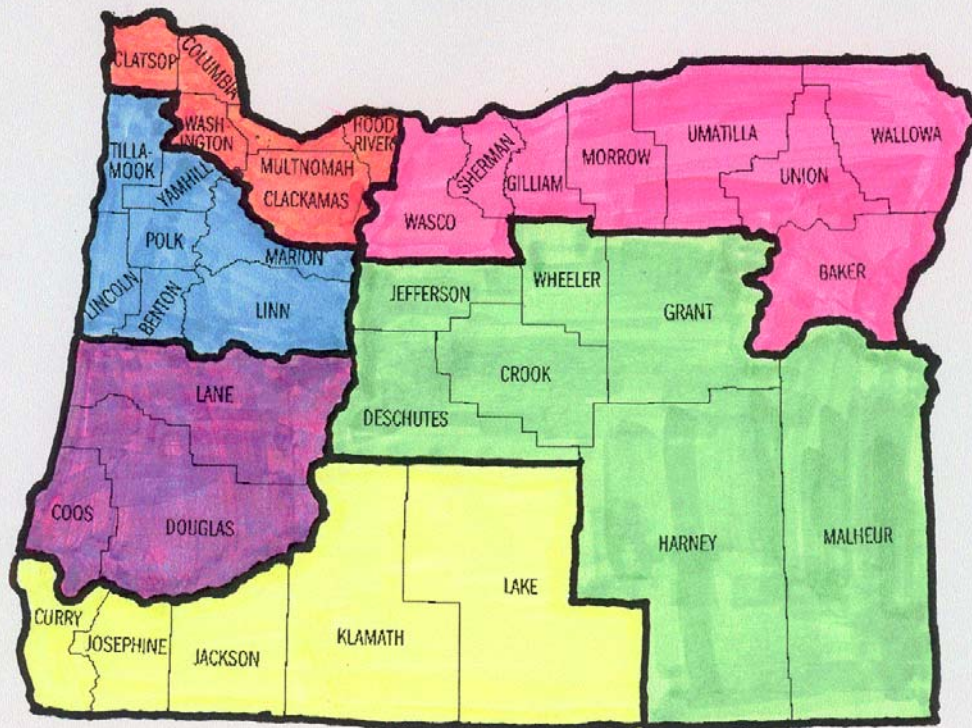 CLATSOP
COLUMBIA
WASH-
INGTON
MULTNOMAH
HOOD
RIVER
CLACKAMAS
TILLA-
MOOK
YAMHILL
POLK
MARION
LINCOLN
BENTON
LINN
WASCO
SHERMAN
GILLIAM
MORROW
UMATILLA
UNION
WALLOWA
BAKER
JEFFERSON
WHEELER
GRANT
CROOK
DESCHUTES
LANE
COOS
DOUGLAS
HARNEY
MALHEUR
CURRY
JOSEPHINE
JACKSON
KLAMATH
LAKE